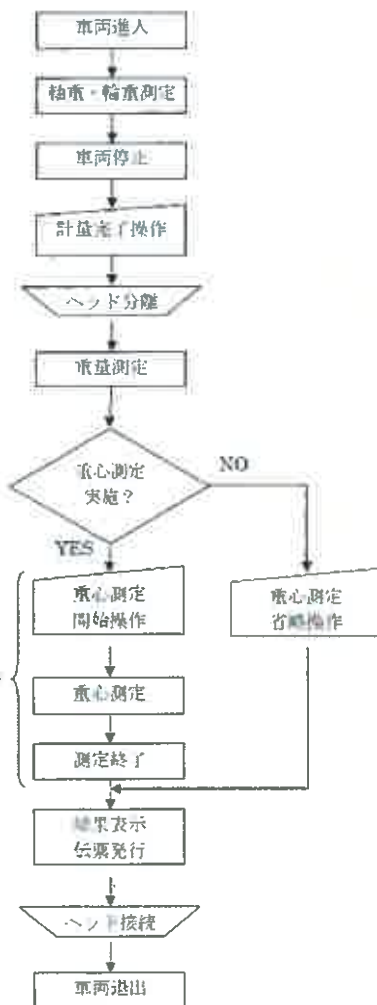 車両進入
軸重・輪重測定
車両停止
計量完了操作
ヘッド分離
重量測定
重心測定
実施？
NO
YES
重心測定
開始操作
重心測定
省略操作
重心測定
測定終了
結果表示
伝票発行
ヘッド接続
車両退出